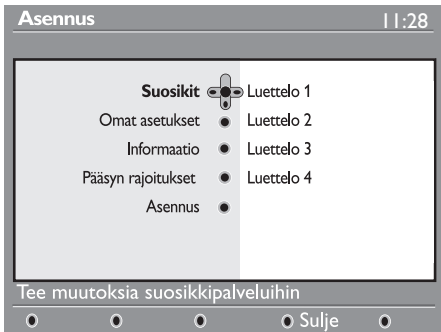 Asennus 11:28
Suosikit Luettelo 1
Omat asetukset Luettelo 2
Informaatio Luettelo 3
Pääsyn rajoitukset Luettelo 4
Asennus
Tee muutoksia suosikkipalveluihin
Sulje